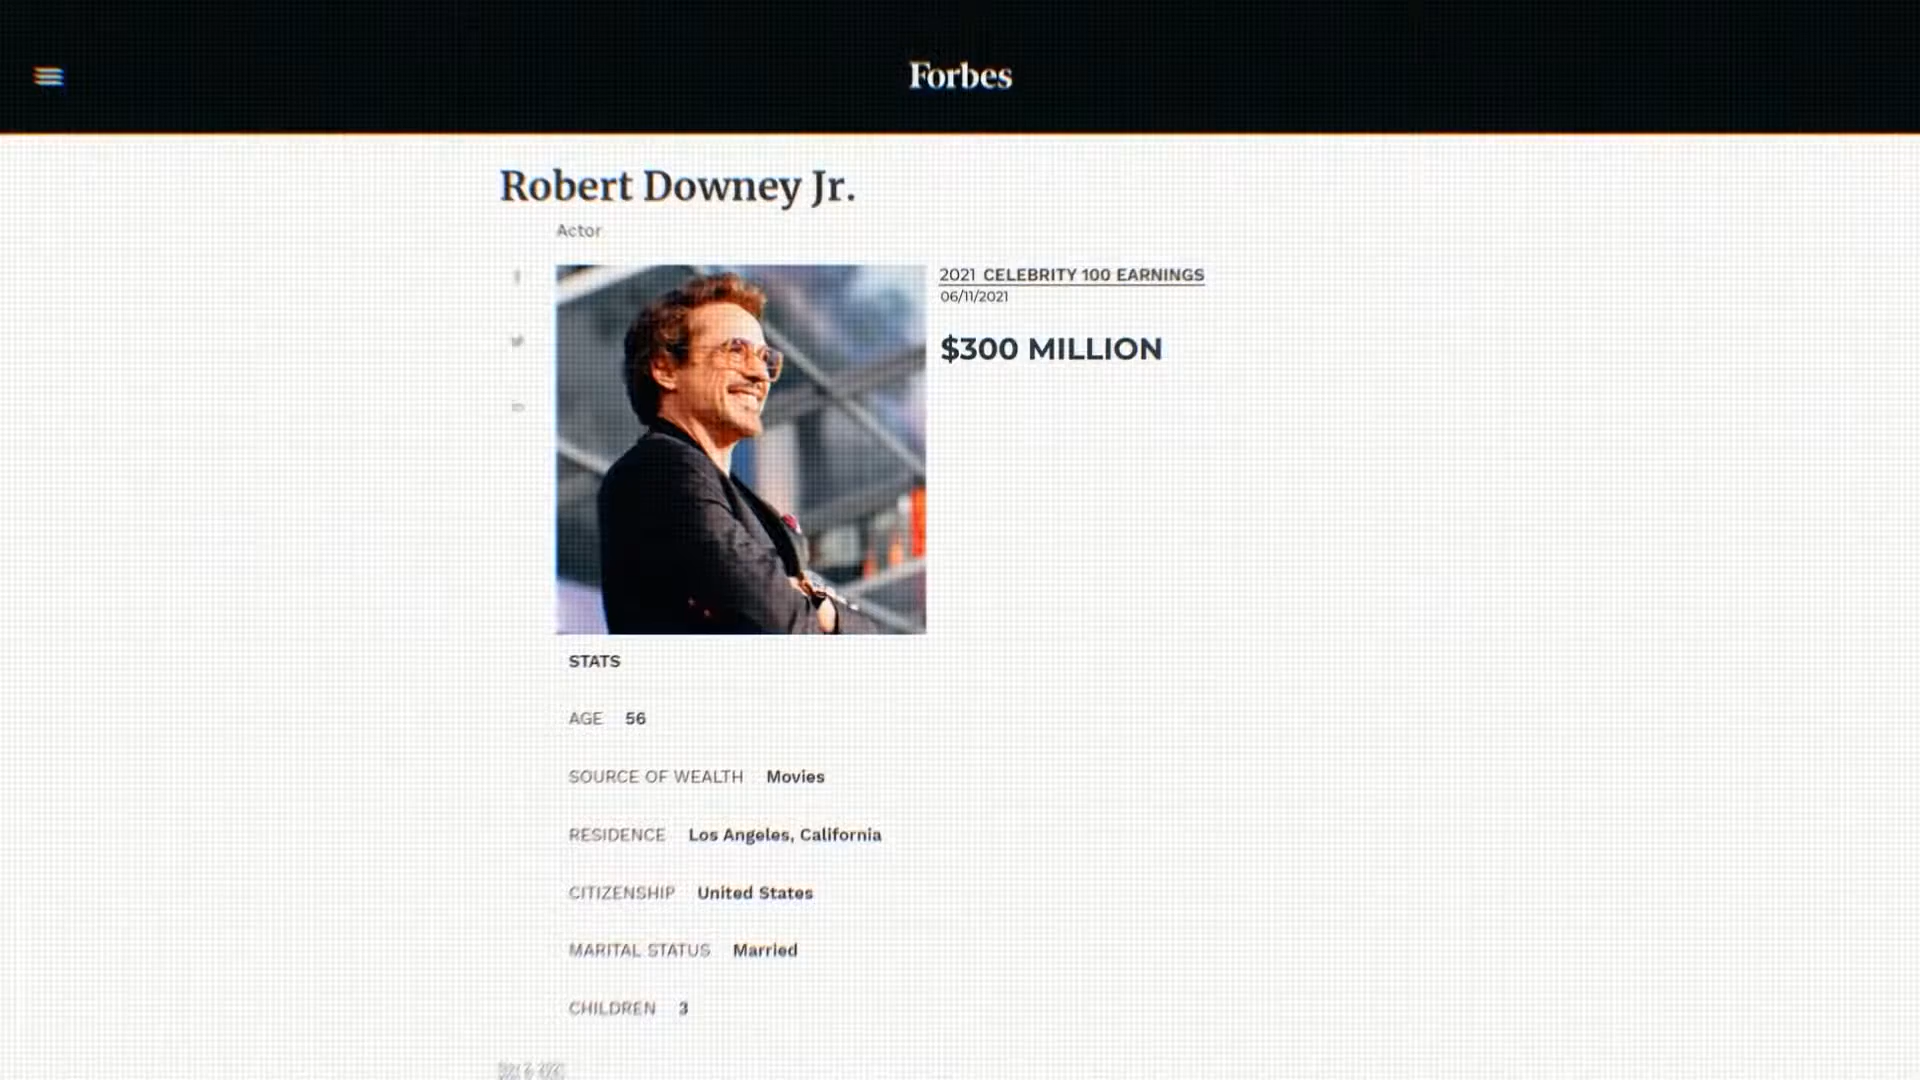 Forbes
Robert Downey Jr.
Actor
2021 CELEBRITY 100 EARNINGS
06/11/2021
$300 MILLION
STATS
AGE 56
SOURCE OF WEALTH Movies
RESIDENCE Los Angeles, California
CITIZENSHIP United States
MARITAL STATUS Married
CHILDREN 3